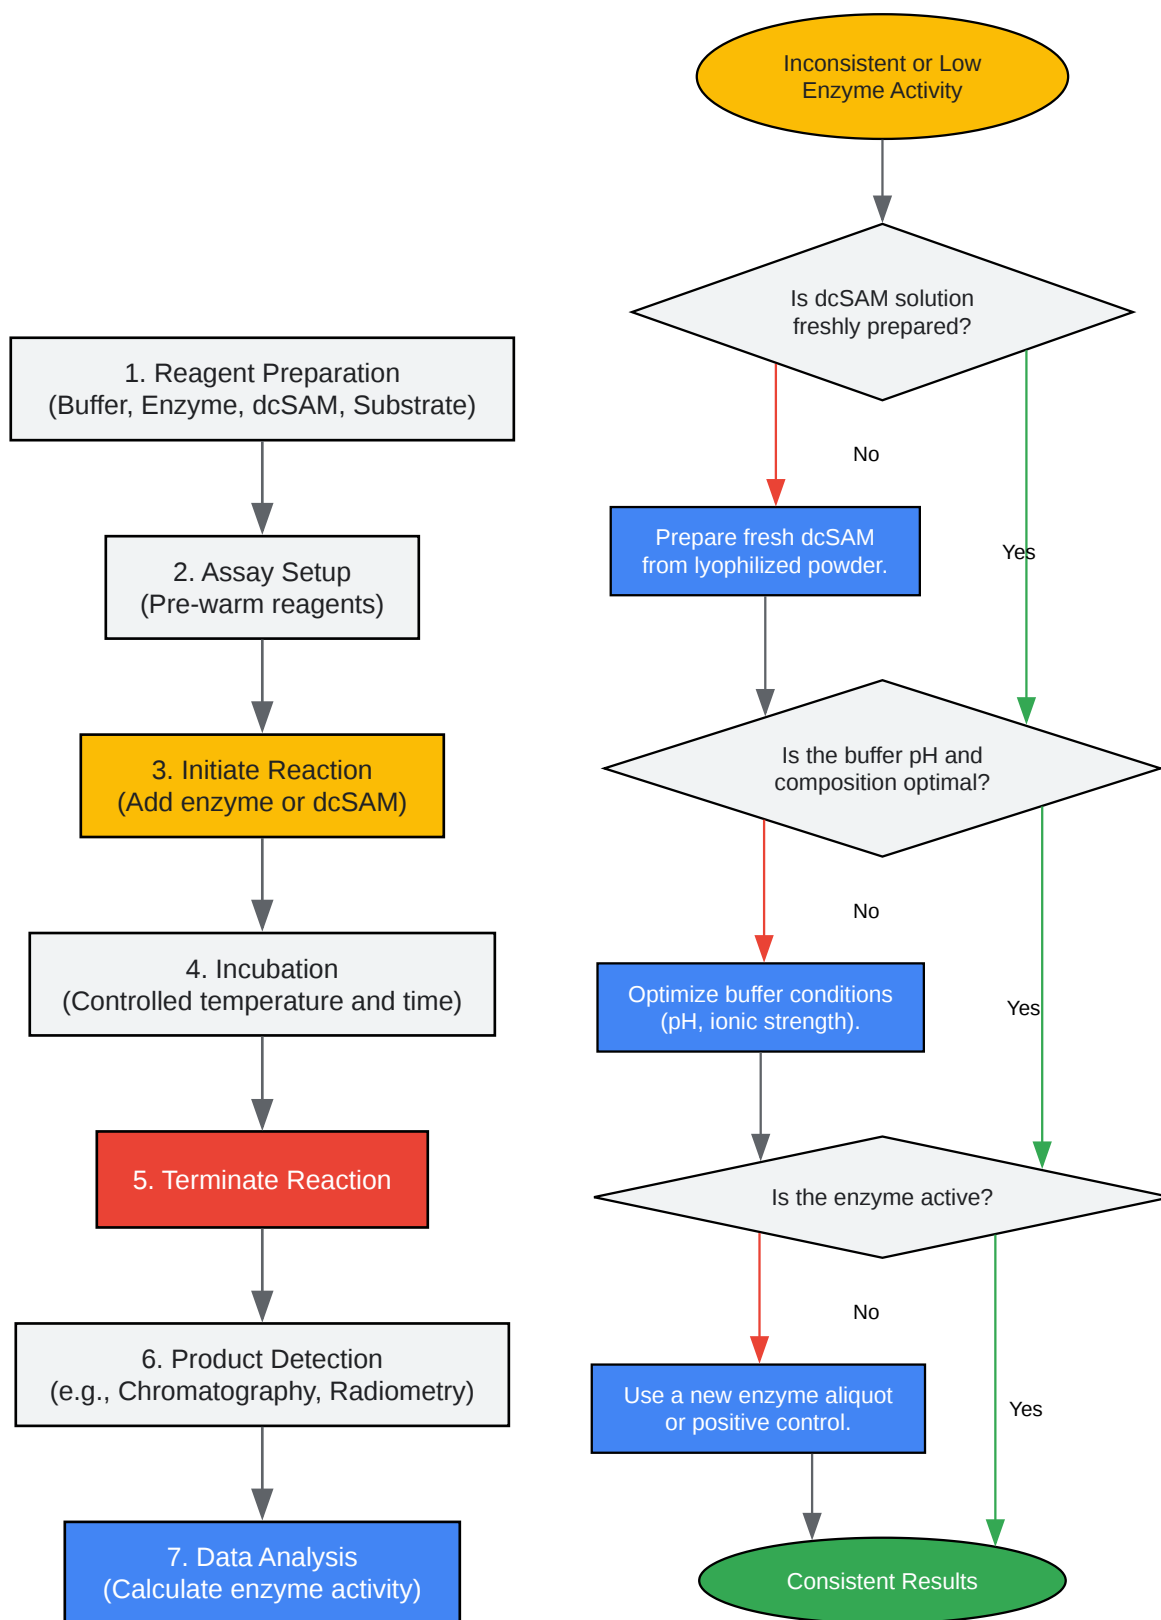 1. Reagent Preparation
(Buffer, Enzyme, dcSAM, Substrate)
2. Assay Setup
(Pre-warm reagents)
3. Initiate Reaction
(Add enzyme or dcSAM)
4. Incubation
(Controlled temperature and time)
5. Terminate Reaction
6. Product Detection
(e.g., Chromatography, Radiometry)
7. Data Analysis
(Calculate enzyme activity)
Inconsistent or Low
Enzyme Activity
Is dcSAM solution
freshly prepared?
No
Prepare fresh dcSAM
from lyophilized powder.
Yes
Is the buffer pH and
composition optimal?
No
Optimize buffer conditions
(pH, ionic strength).
Yes
Is the enzyme active?
No
Use a new enzyme aliquot
or positive control.
Yes
Consistent Results